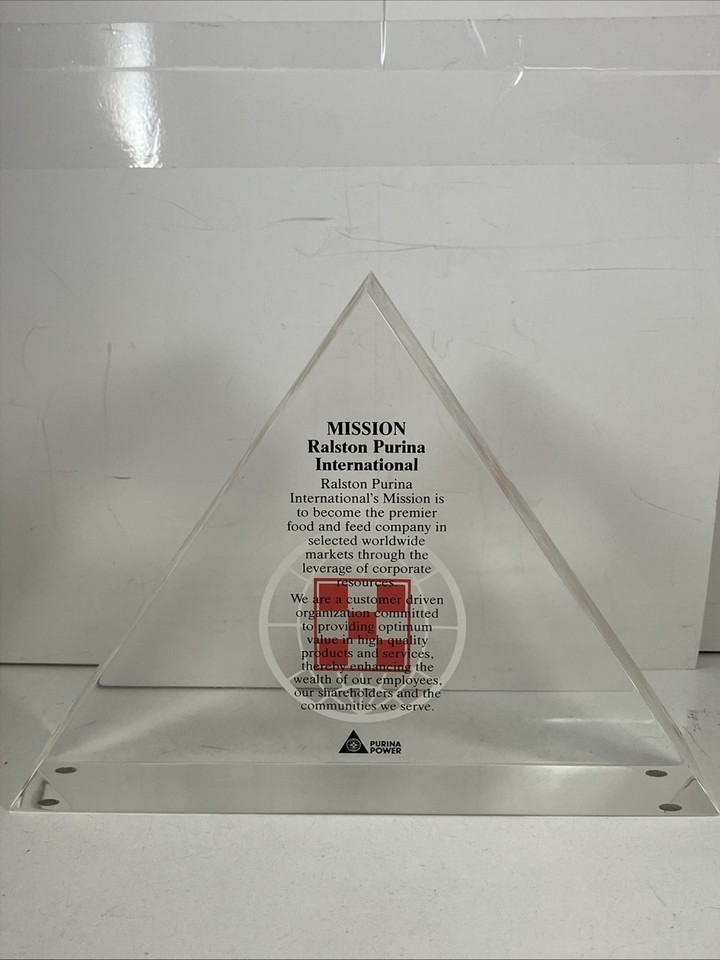 MISSION
Ralston Purina
International
Ralston Purina
International's Mission is
to become the premier
food and feed company in
selected worldwide
markets through the
leverage of corporate
resources.
We are a customer driven
organization committed
to providing optimum
value in high quality
products and services,
thereby enhancing the
wealth of our employees,
our shareholders and the
communities we serve.
PURINA
POWER